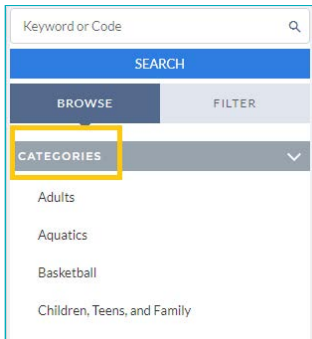 Keyword or Code
SEARCH
BROWSE FILTER
CATEGORIES
Adults
Aquatics
Basketball
Children, Teens, and Family